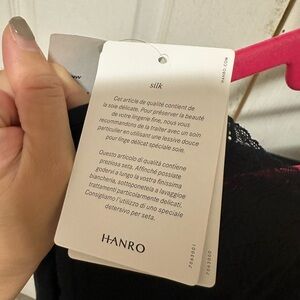 silk
Cet article de qualité contient de
la soie délicate. Pour préserver la beauté
de votre lingerie fine, nous vous
recommandons de la traiter avec un soin
particulier en utilisant une lessive douce
pour linge délicat spéciale soie.
Questo articolo di qualità contiene
preziosa seta. Affinché possiate
godervi a lungo la vostra finissima
biancheria, sottoponetela a lavaggi e
trattamenti particolarmente delicati.
Consigliamo l'utilizzo di uno speciale
detersivo per seta.
HANRO
HANRO.COM